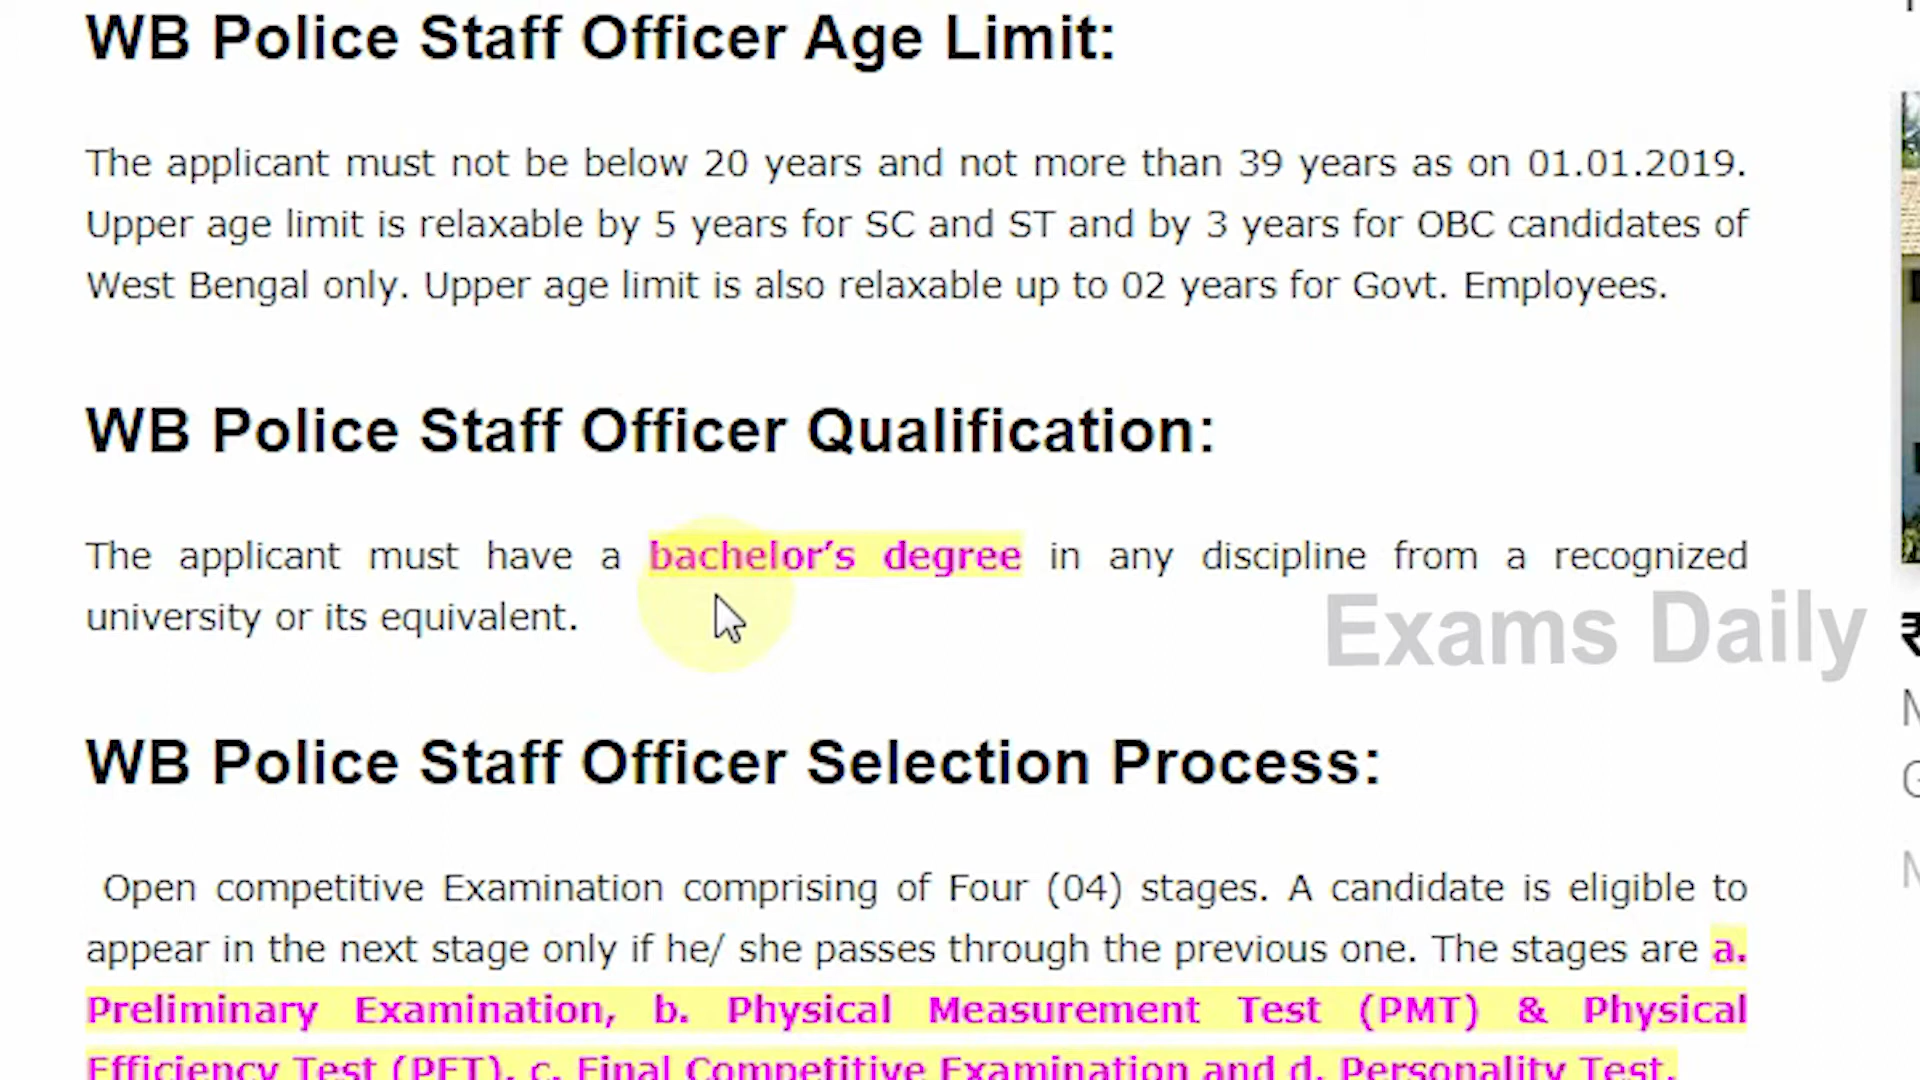 WB Police Staff Officer Age Limit:
The applicant must not be below 20 years and not more than 39 years as on 01.01.2019.
Upper age limit is relaxable by 5 years for SC and ST and by 3 years for OBC candidates of
West Bengal only. Upper age limit is also relaxable up to 02 years for Govt. Employees.
WB Police Staff Officer Qualification:
The applicant must have a bachelor’s degree in any discipline from a recognized
university or its equivalent.
Exams Daily
₹
WB Police Staff Officer Selection Process:
Open competitive Examination comprising of Four (04) stages. A candidate is eligible to
appear in the next stage only if he/ she passes through the previous one. The stages are a.
Preliminary Examination, b. Physical Measurement Test (PMT) & Physical
Efficiency Test (PET), c. Final Competitive Examination and d. Personality Test.